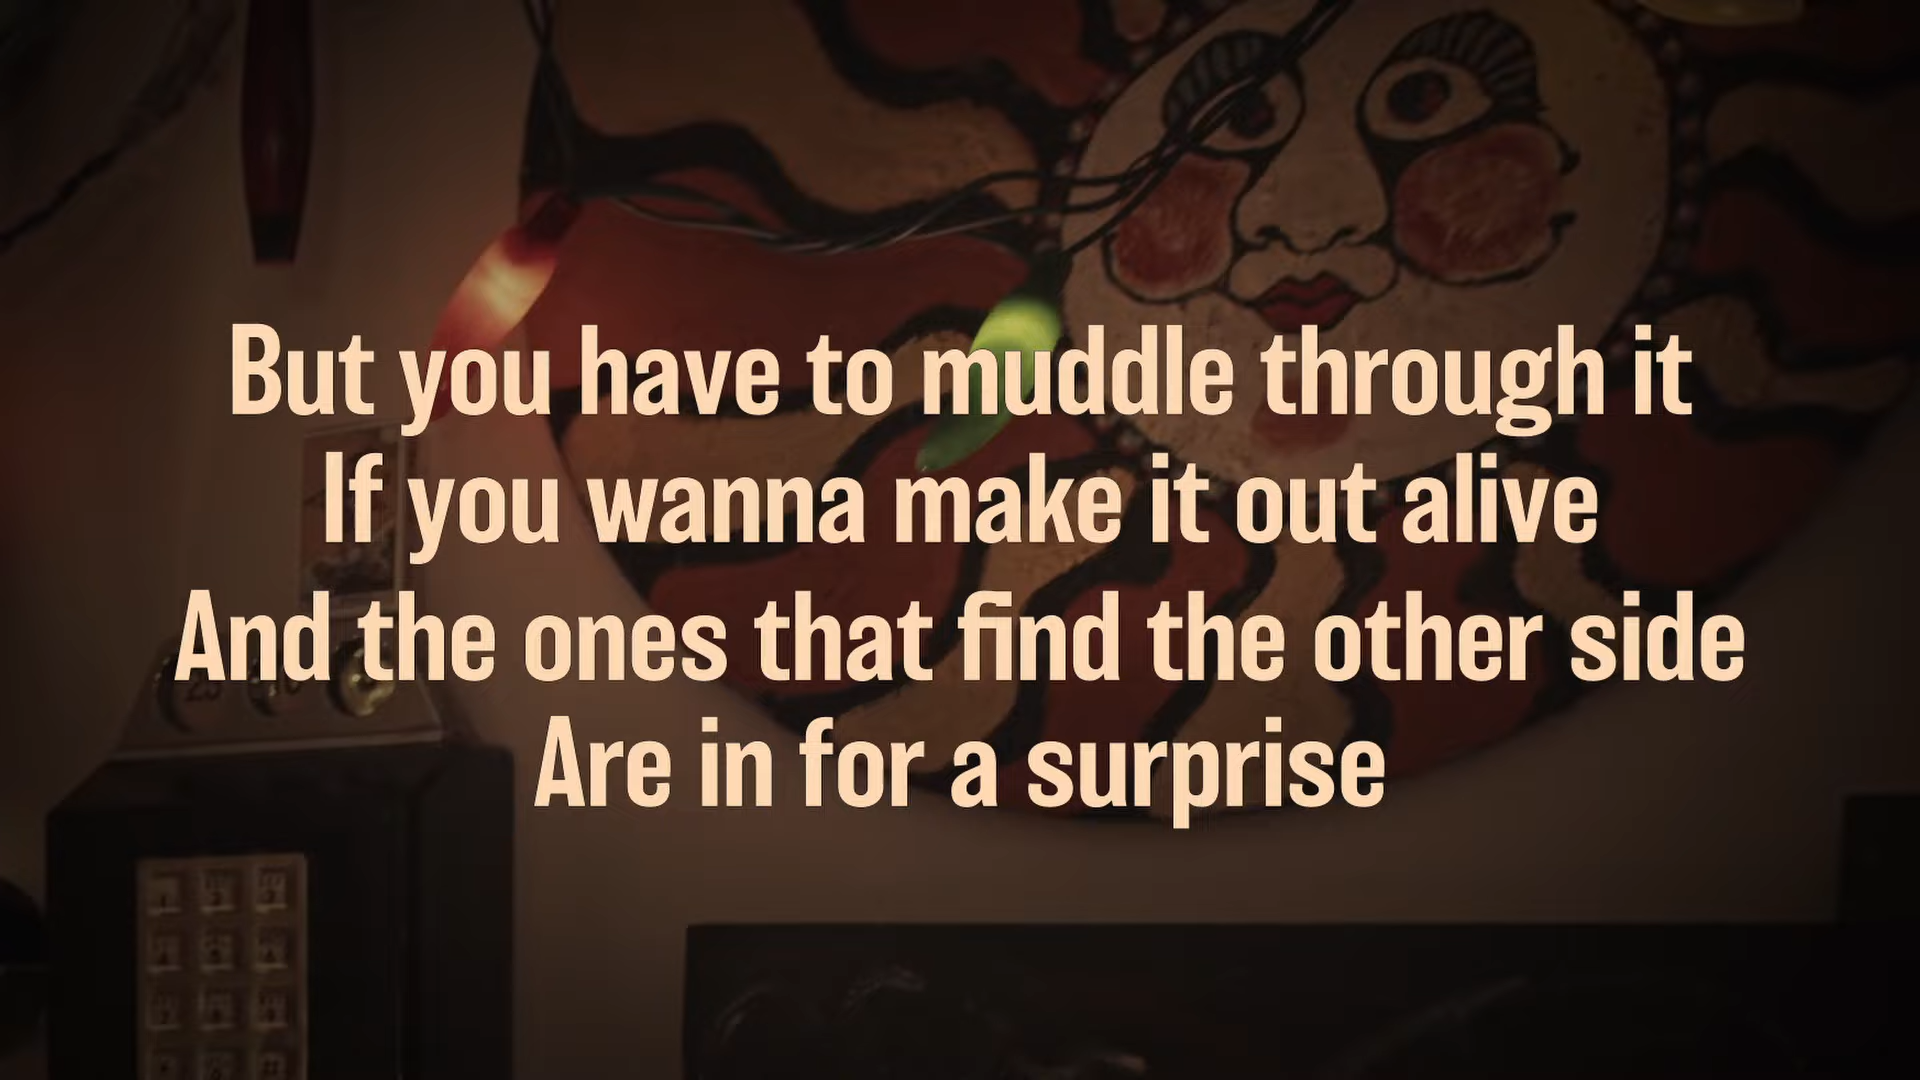 But you have to muddle through it
If you wanna make it out alive
And the ones that find the other side
Are in for a surprise